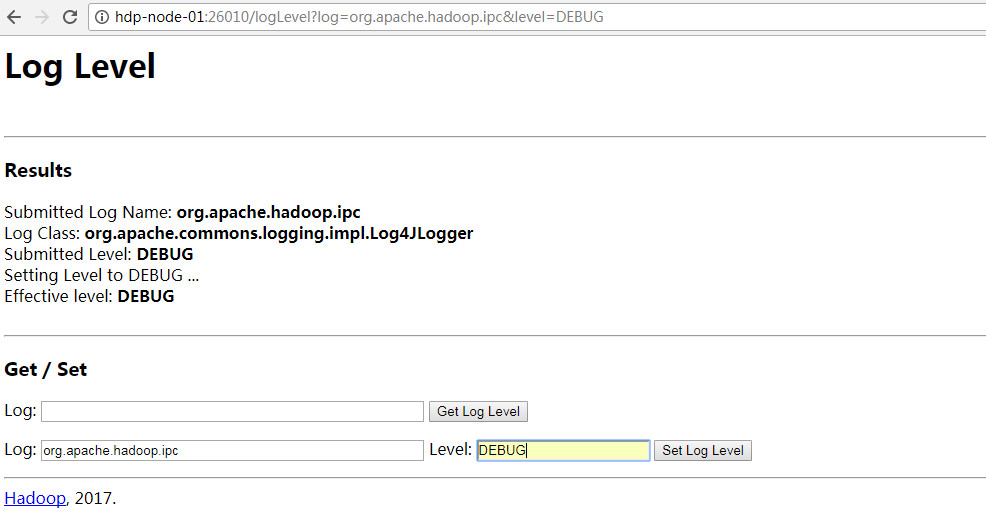 hdp-node-01:26010/logLevel?log=org.apache.hadoop.ipc&level=DEBUG
Log Level
Results
Submitted Log Name: org.apache.hadoop.ipc
Log Class: org.apache.commons.logging.impl.Log4JLogger
Submitted Level: DEBUG
Setting Level to DEBUG ...
Effective level: DEBUG
Get / Set
Log: Get Log Level
Log: org.apache.hadoop.ipc Level: DEBUG Set Log Level
Hadoop, 2017.